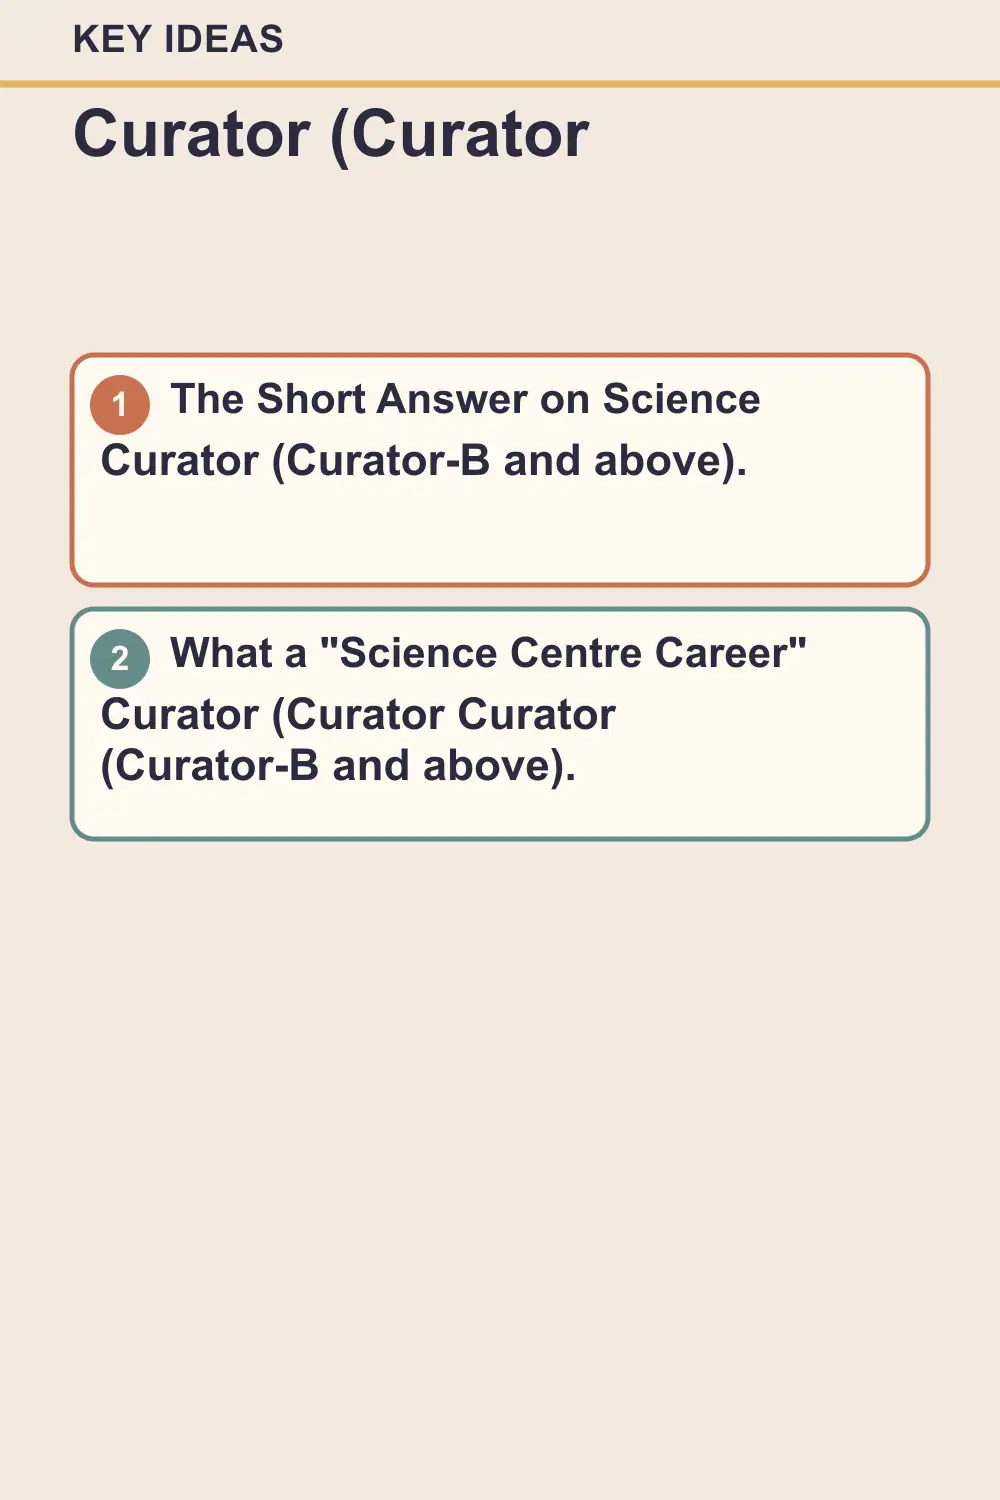 KEY IDEAS
Curator (Curator
1 The Short Answer on Science
Curator (Curator-B and above).
2 What a "Science Centre Career"
Curator (Curator Curator
(Curator-B and above).